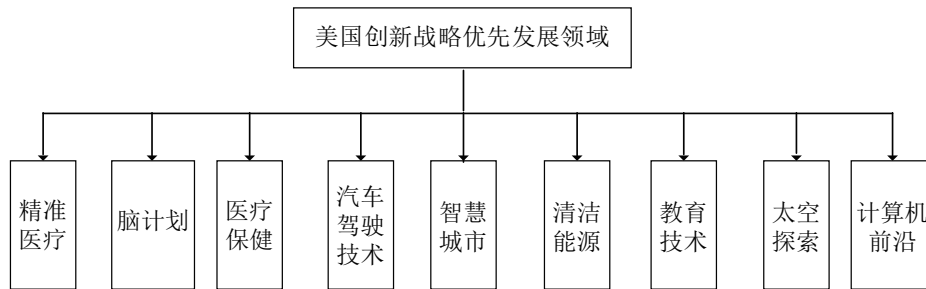 美国创新战略优先发展领域
精准
医疗
脑计划
医疗
保健
汽车
驾驶
技术
智慧
城市
清洁
能源
教育
技术
太空
探索
计算机
前沿